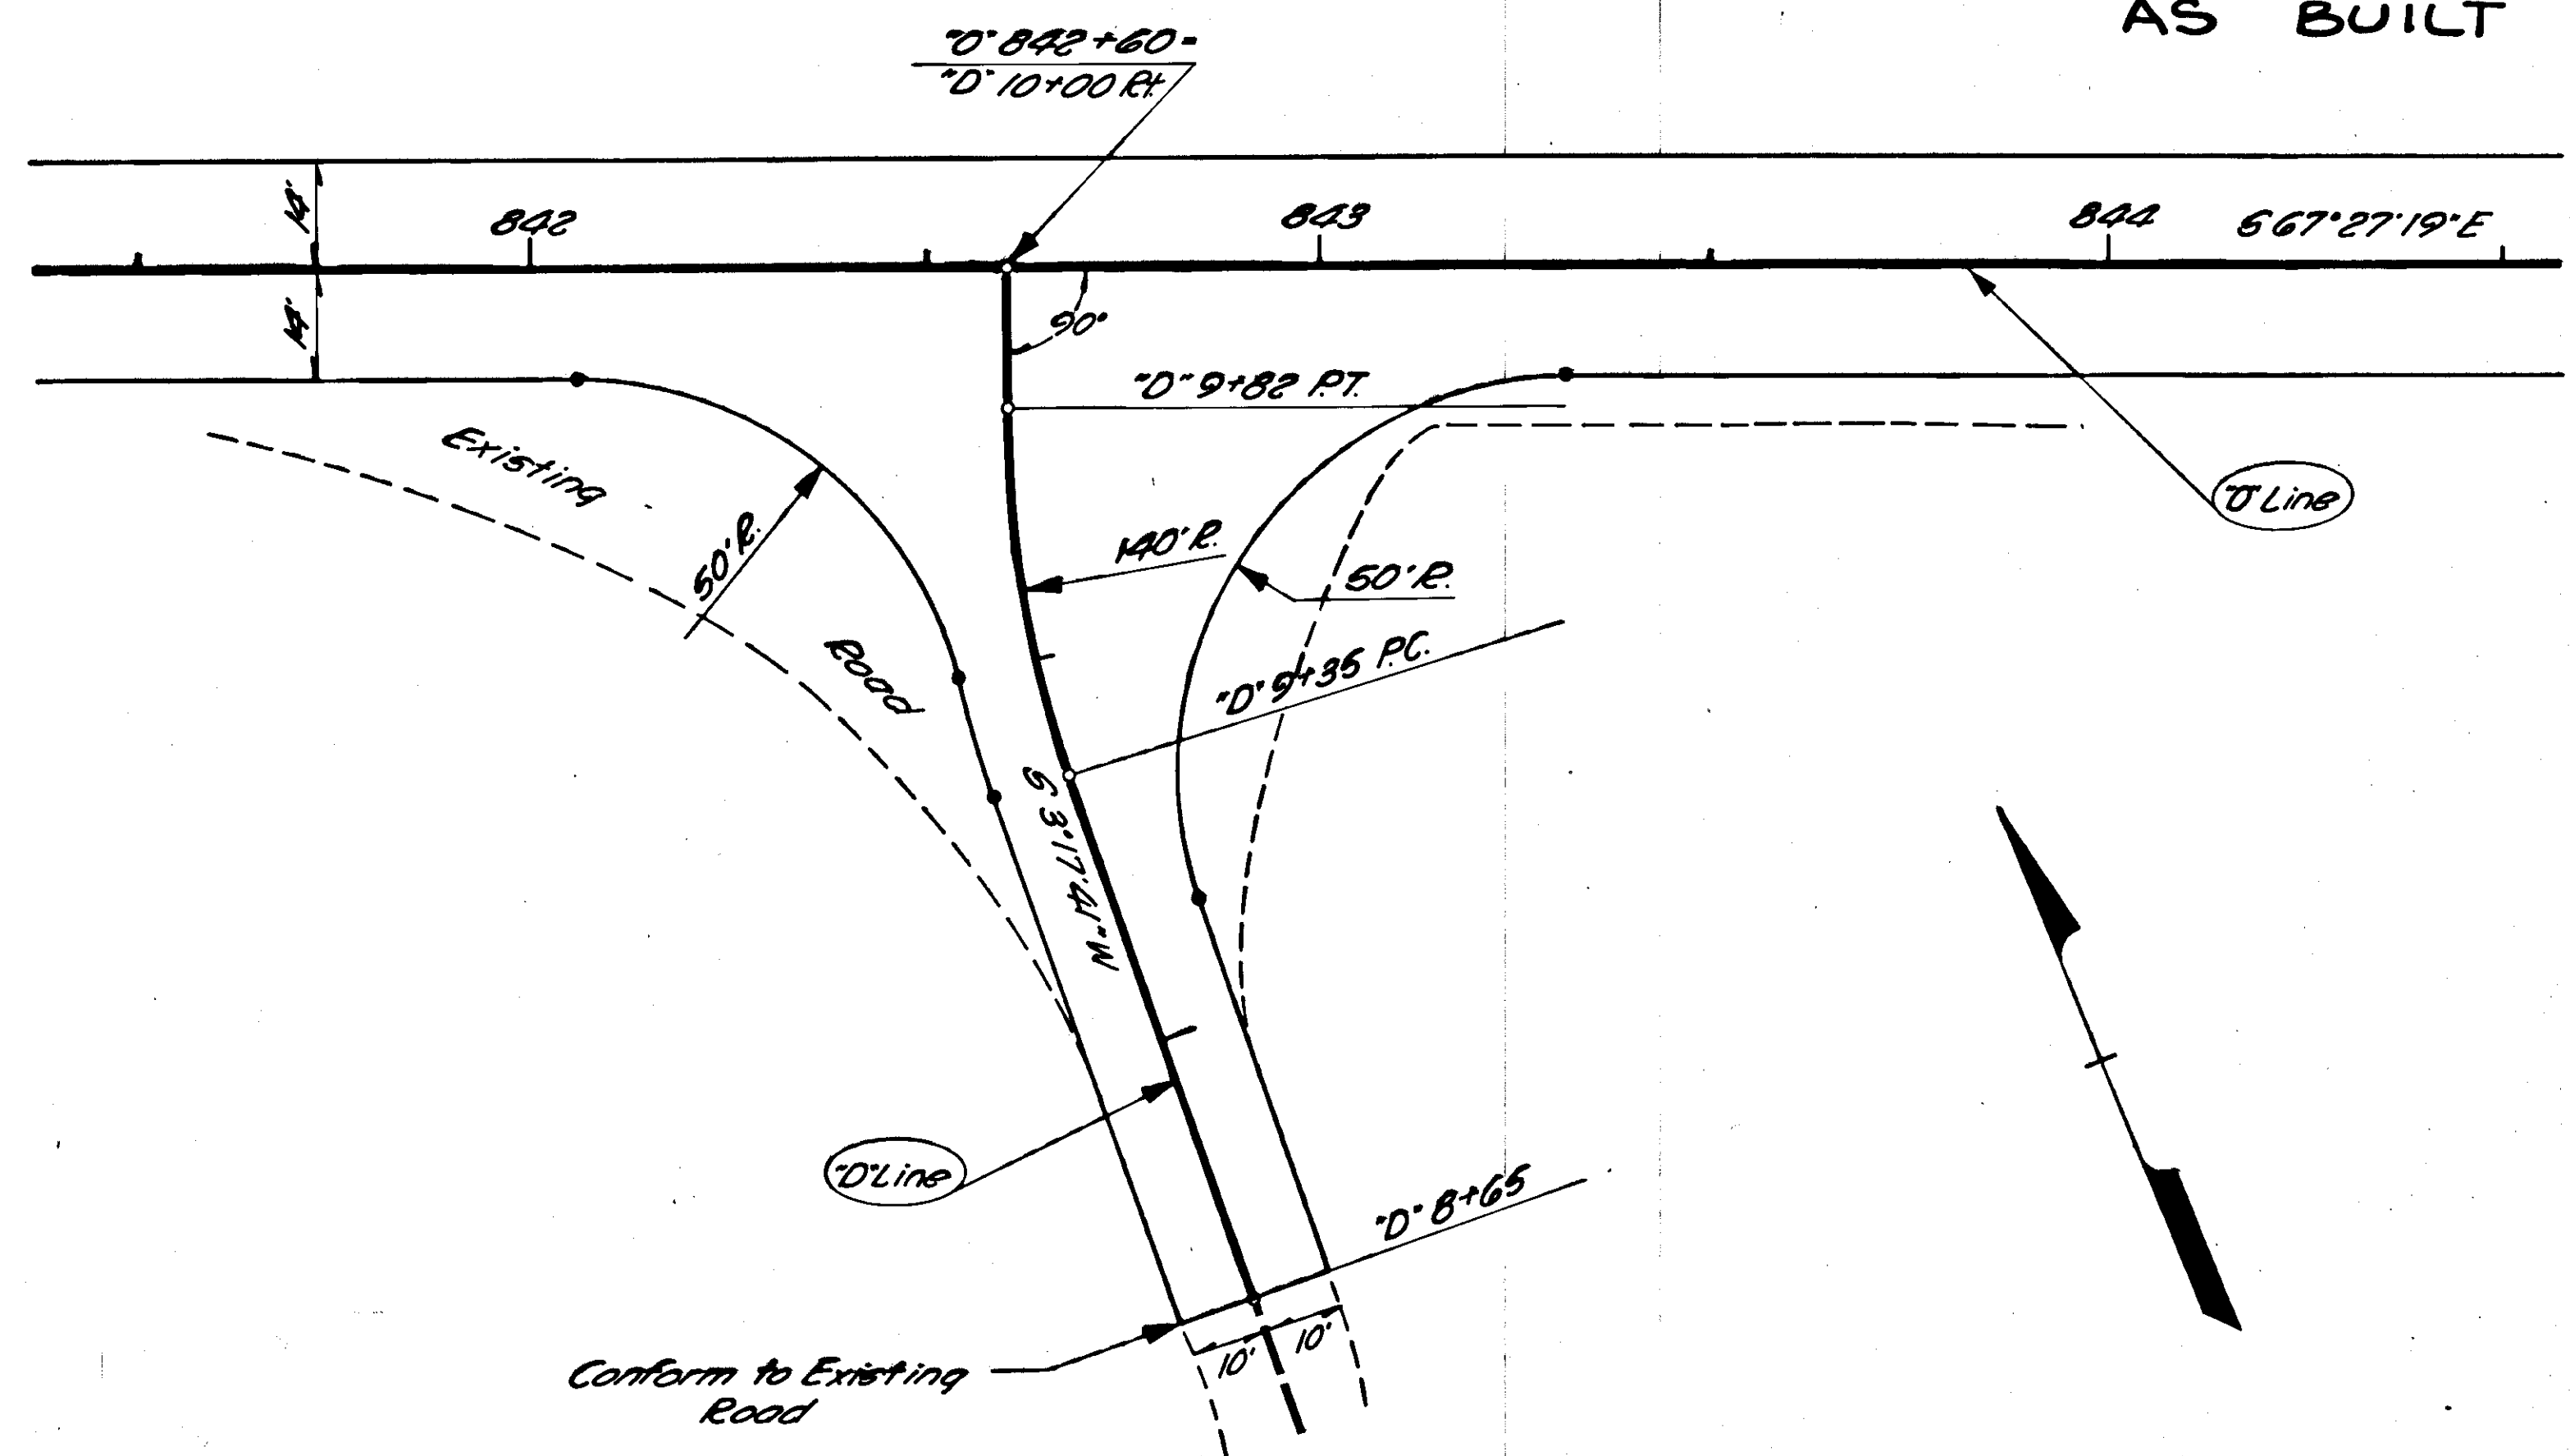 AS BUILT
"O" 842+60=
"D" 10+00 Rt.
14'
842
843
844
S 67°27'19" E
14'
90°
"D" 9+82 P.T.
Existing
Road
50' R.
140' R.
50' R.
"O" Line
"D" 9+35 P.C.
S 3°17'41" W
"D" Line
"D" 8+65
10'
10'
Conform to Existing
Road